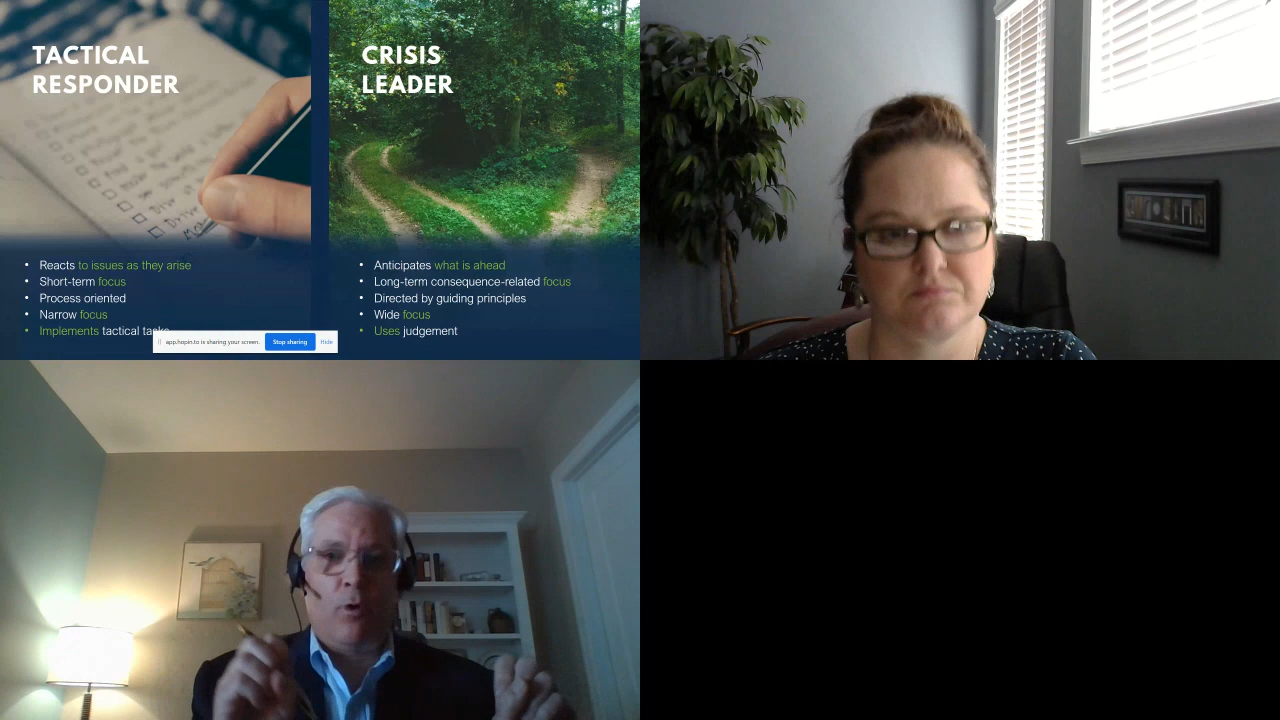 TACTICAL
RESPONDER
• Reacts to issues as they arise
• Short-term focus
• Process oriented
• Narrow focus
• Implements tactical tasks
CRISIS
LEADER
• Anticipates what is ahead
• Long-term consequence-related focus
• Directed by guiding principles
• Wide focus
• Uses judgement
app.hopin.to is sharing your screen.
Stop sharing
Hide